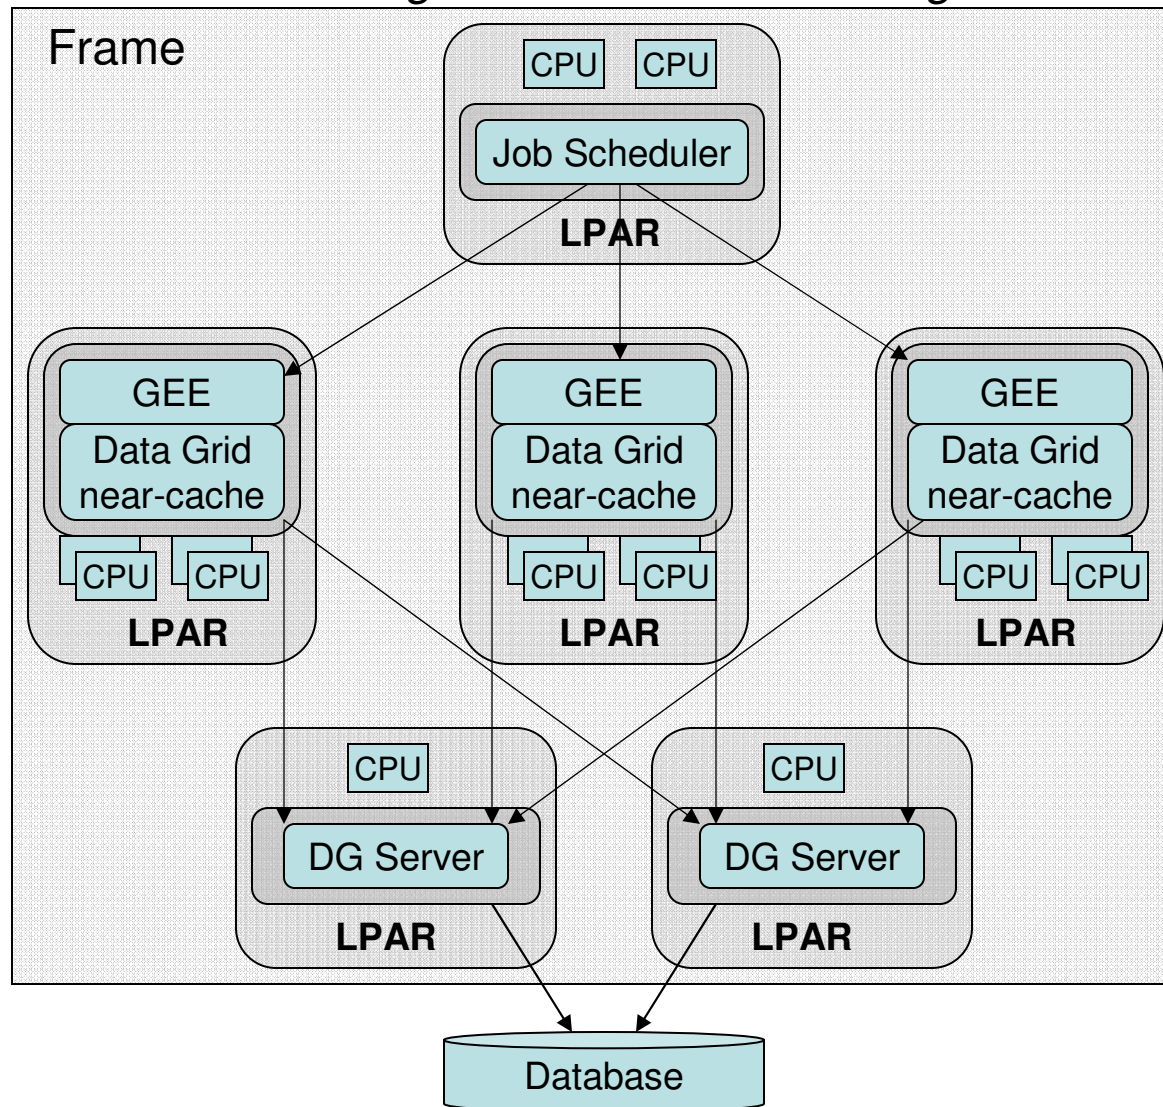 Frame
CPU CPU
Job Scheduler
LPAR
GEE GEE GEE
Data Grid Data Grid Data Grid
near-cache near-cache near-cache
CPU CPU CPU CPU CPU CPU
LPAR LPAR LPAR
CPU CPU
DG Server DG Server
LPAR LPAR
Database